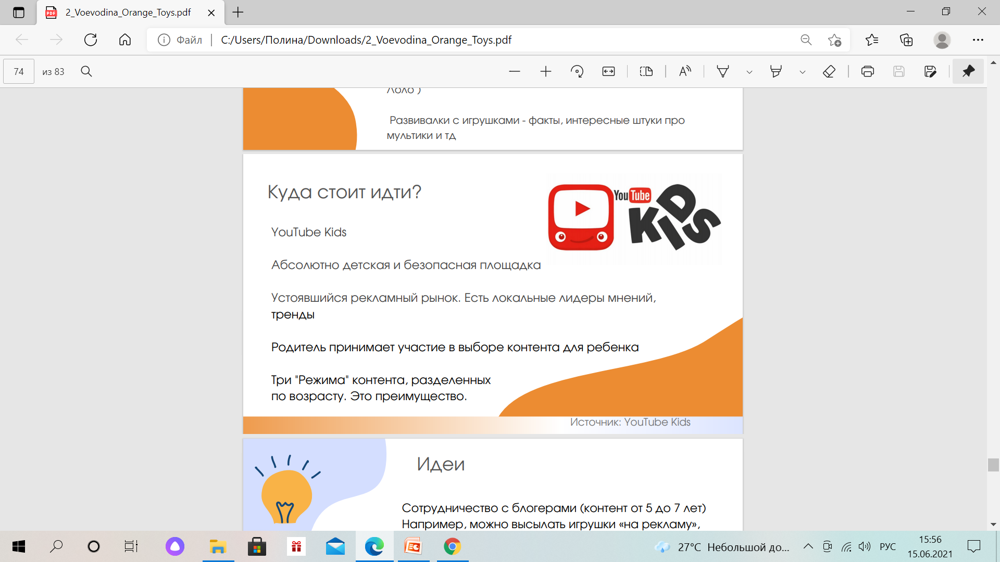 2_Voevodina_Orange_Toys.pdf
Файл
C:/Users/Полина/Downloads/2_Voevodina_Orange_Toys.pdf
74
из 83
Лоло )
Развивалки с игрушками - факты, интересные штуки про
мультики и тд
Куда стоит идти?
You Tube
KIDS
YouTube Kids
Абсолютно детская и безопасная площадка
Устоявшийся рекламный рынок. Есть локальные лидеры мнений,
тренды
Родитель принимает участие в выборе контента для ребенка
Три "Режима" контента, разделенных
по возрасту. Это преимущество.
Источник: YouTube Kids
Идеи
Сотрудничество с блогерами (контент от 5 до 7 лет)
Например, можно высылать игрушки «на рекламу»,
27°C Небольшой до...
РУС
15:56
15.06.2021